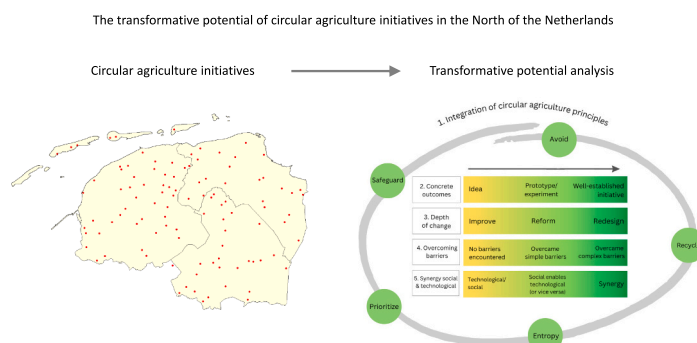 The transformative potential of circular agriculture initiatives in the North of the Netherlands
Circular agriculture initiatives
Transformative potential analysis
1. Integration of circular agriculture principles
Avoid
Safeguard
2. Concrete
outcomes
Idea
Prototype/
experiment
Well-established
initiative
3. Depth
of change
Improve
Reform
Redesign
4. Overcoming
barriers
No barriers
encountered
Overcame
simple barriers
Overcame
complex barriers
5. Synergy social
& technological
Technological/
social
Social enables
technological
(or vice versa)
Synergy
Recycl
Prioritize
Entropy